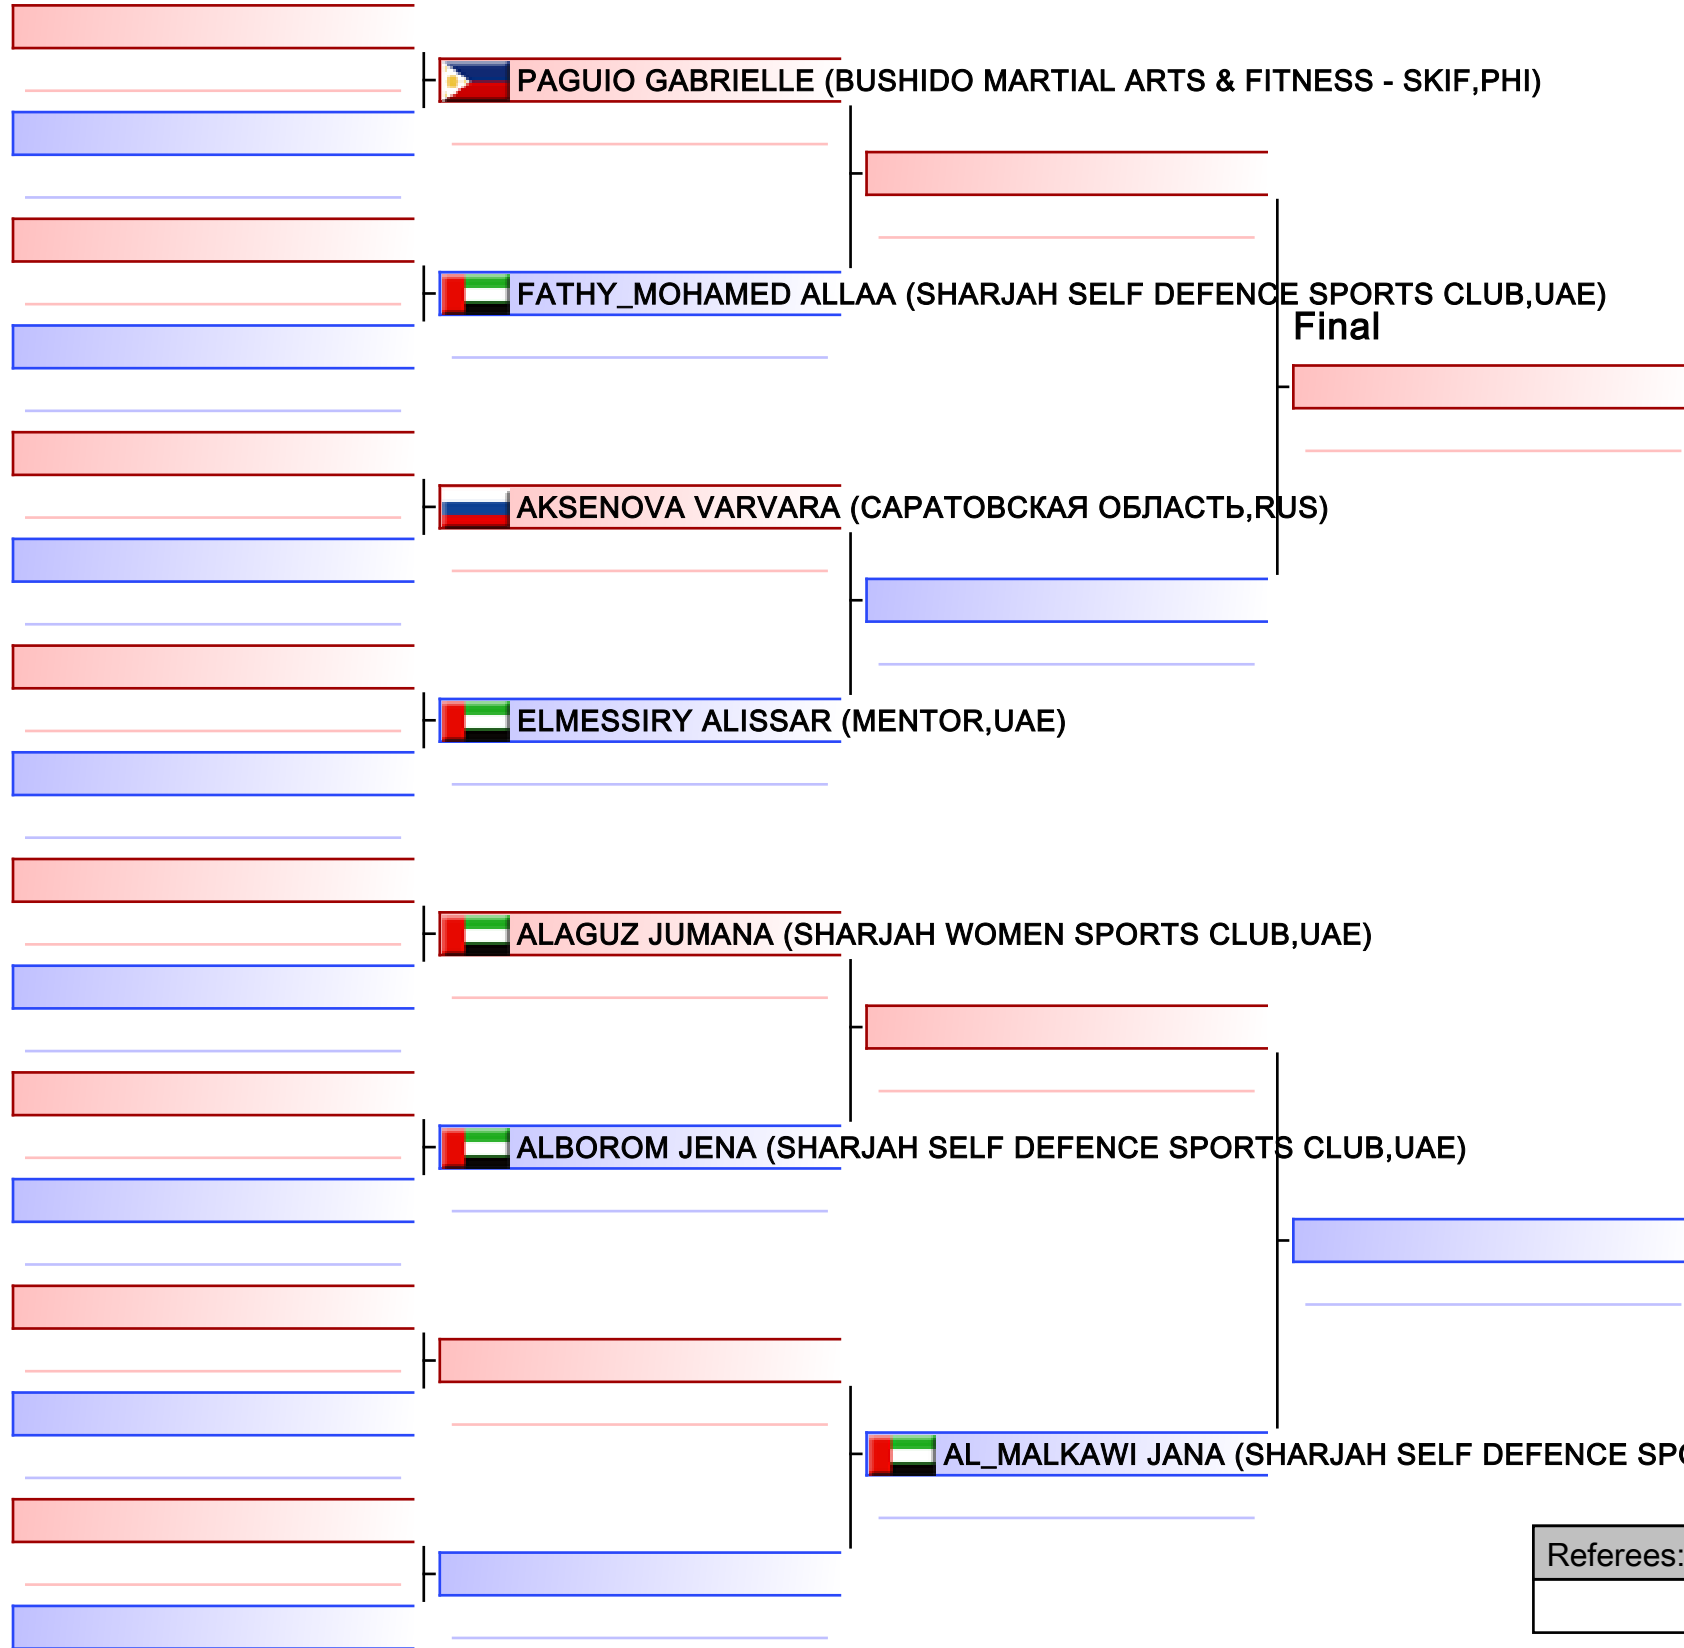 PAGUIO GABRIELLE (BUSHIDO MARTIAL ARTS & FITNESS - SKIF,PHI)
FATHY_MOHAMED ALLAA (SHARJAH SELF DEFENCE SPORTS CLUB,UAE)
Final
AKSENOVA VARVARA (САРАТОВСКАЯ ОБЛАСТЬ,RUS)
ELMESSIRY ALISSAR (MENTOR,UAE)
ALAGUZ JUMANA (SHARJAH WOMEN SPORTS CLUB,UAE)
ALBOROM JENA (SHARJAH SELF DEFENCE SPORTS CLUB,UAE)
AL_MALKAWI JANA (SHARJAH SELF DEFENCE
Referees: